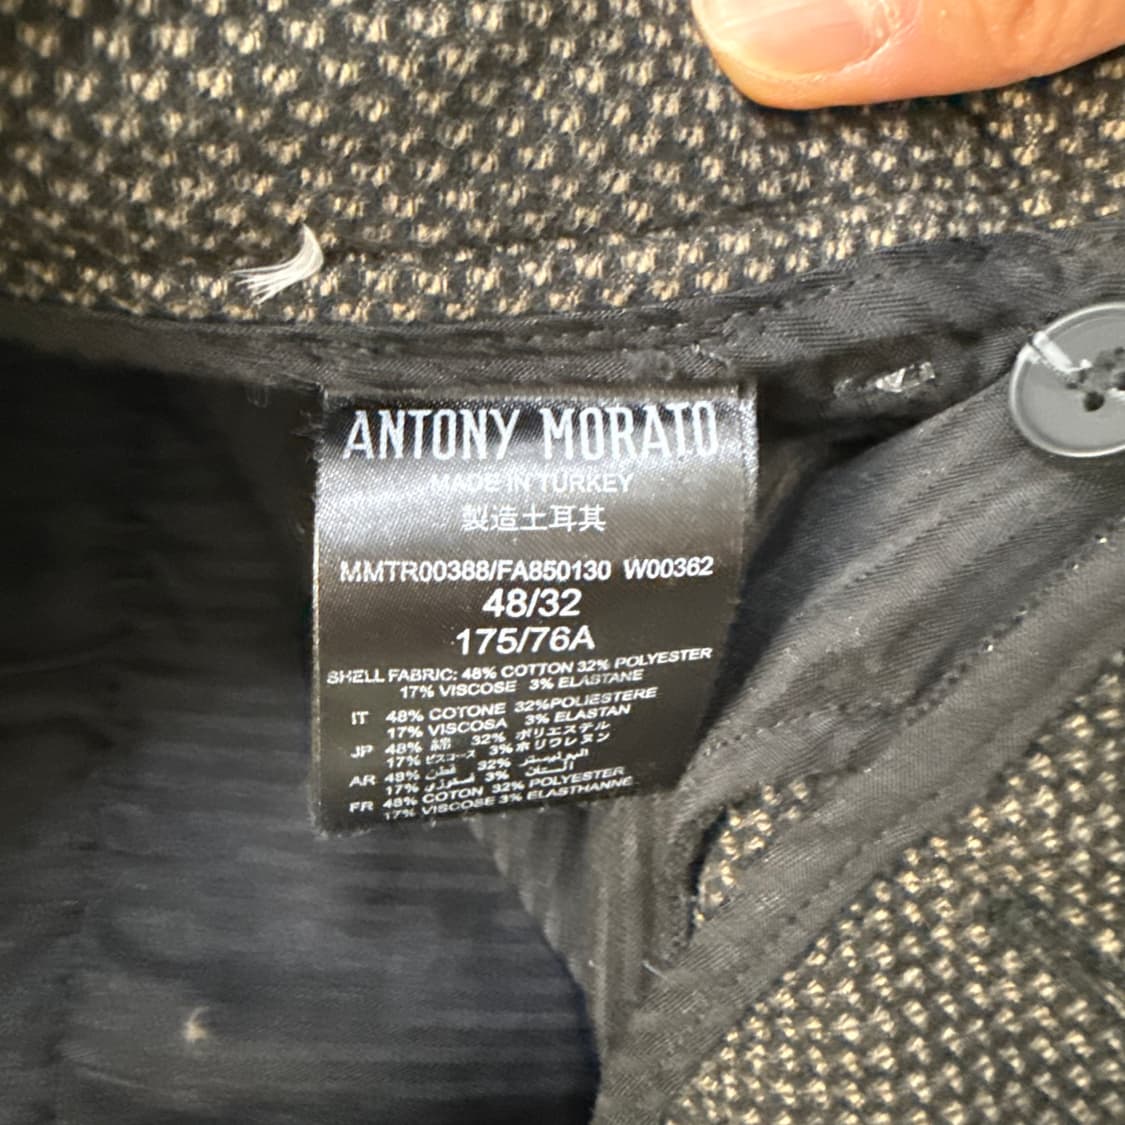 ANTONY MORATO
MADE IN TURKEY
製造土耳其
MMTR00388/FA850130 W00362
48/32
175/76A
SHELL FABRIC: 48% COTTON 32% POLYESTER
17% VISCOSE 3% ELASTANE
IT 48% COTONE 32%POLIESTERE
17% VISCOSA 3% ELASTAN
JP 48% 綿 32% ポリエステル
17% ビスコース 3% ポリウレタン
AR 48% قطن 32% البوليستر
17% 3%
FR 48% COTON 32% POLYESTER
17% VISCOSE 3% ELASTHANNE